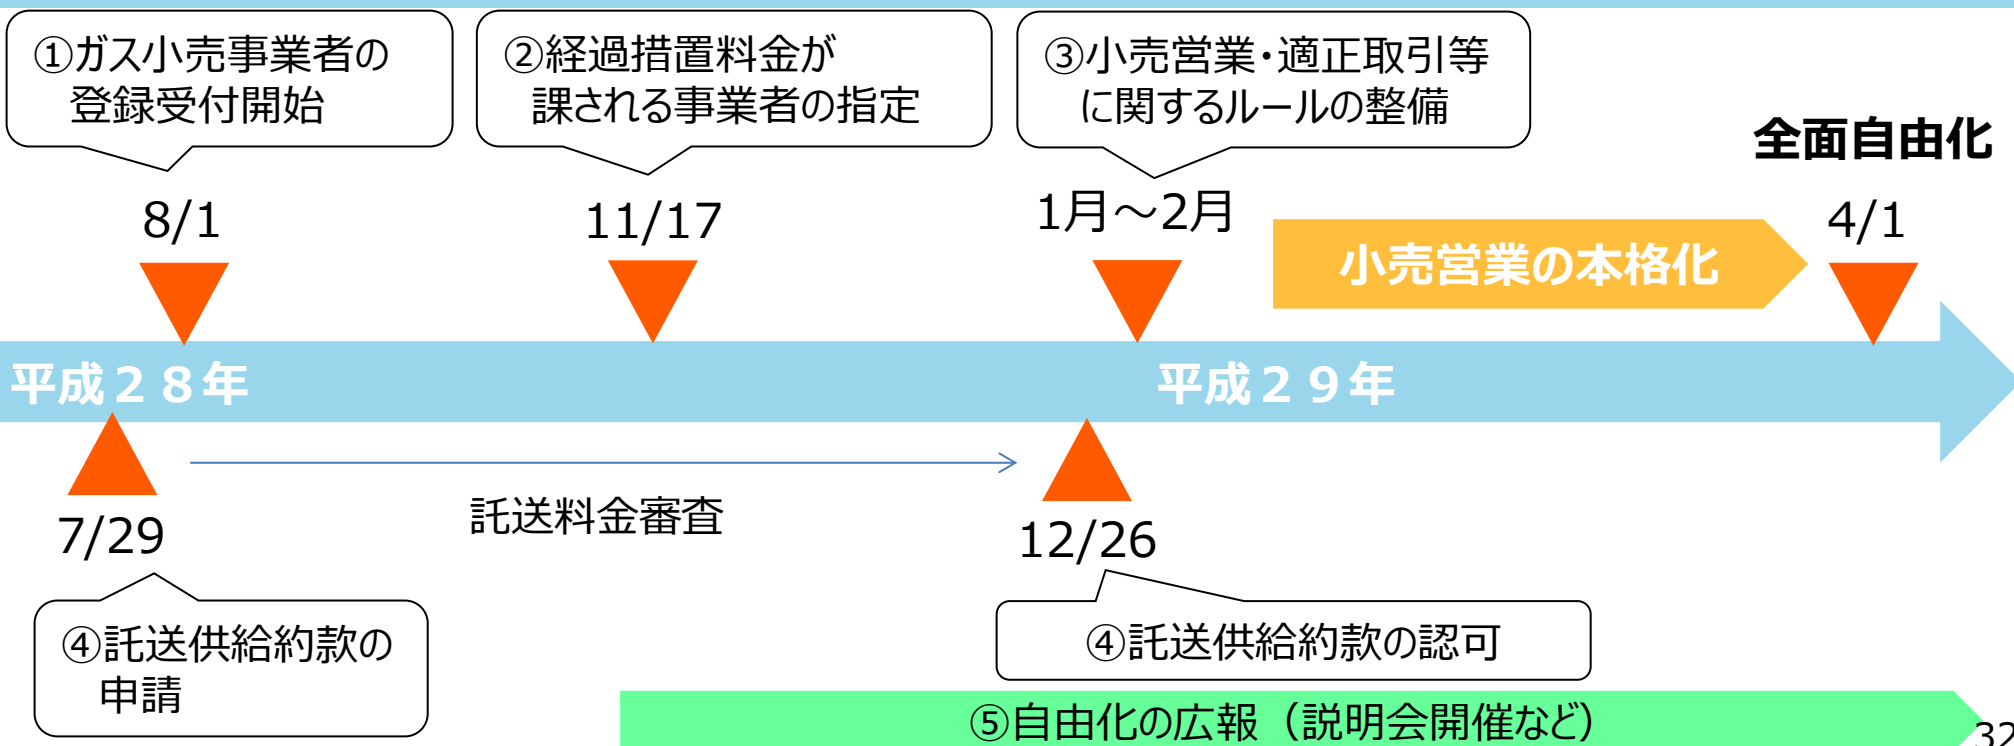 ①ガス小売事業者の
登録受付開始
②経過措置料金が
課される事業者の指定
③小売営業・適正取引等
に関するルールの整備
全面自由化
8/1
11/17
1月～2月
4/1
小売営業の本格化
平成２８年
平成２９年
託送料金審査
7/29
12/26
④託送供給約款の
申請
④託送供給約款の認可
⑤自由化の広報（説明会開催など）
32